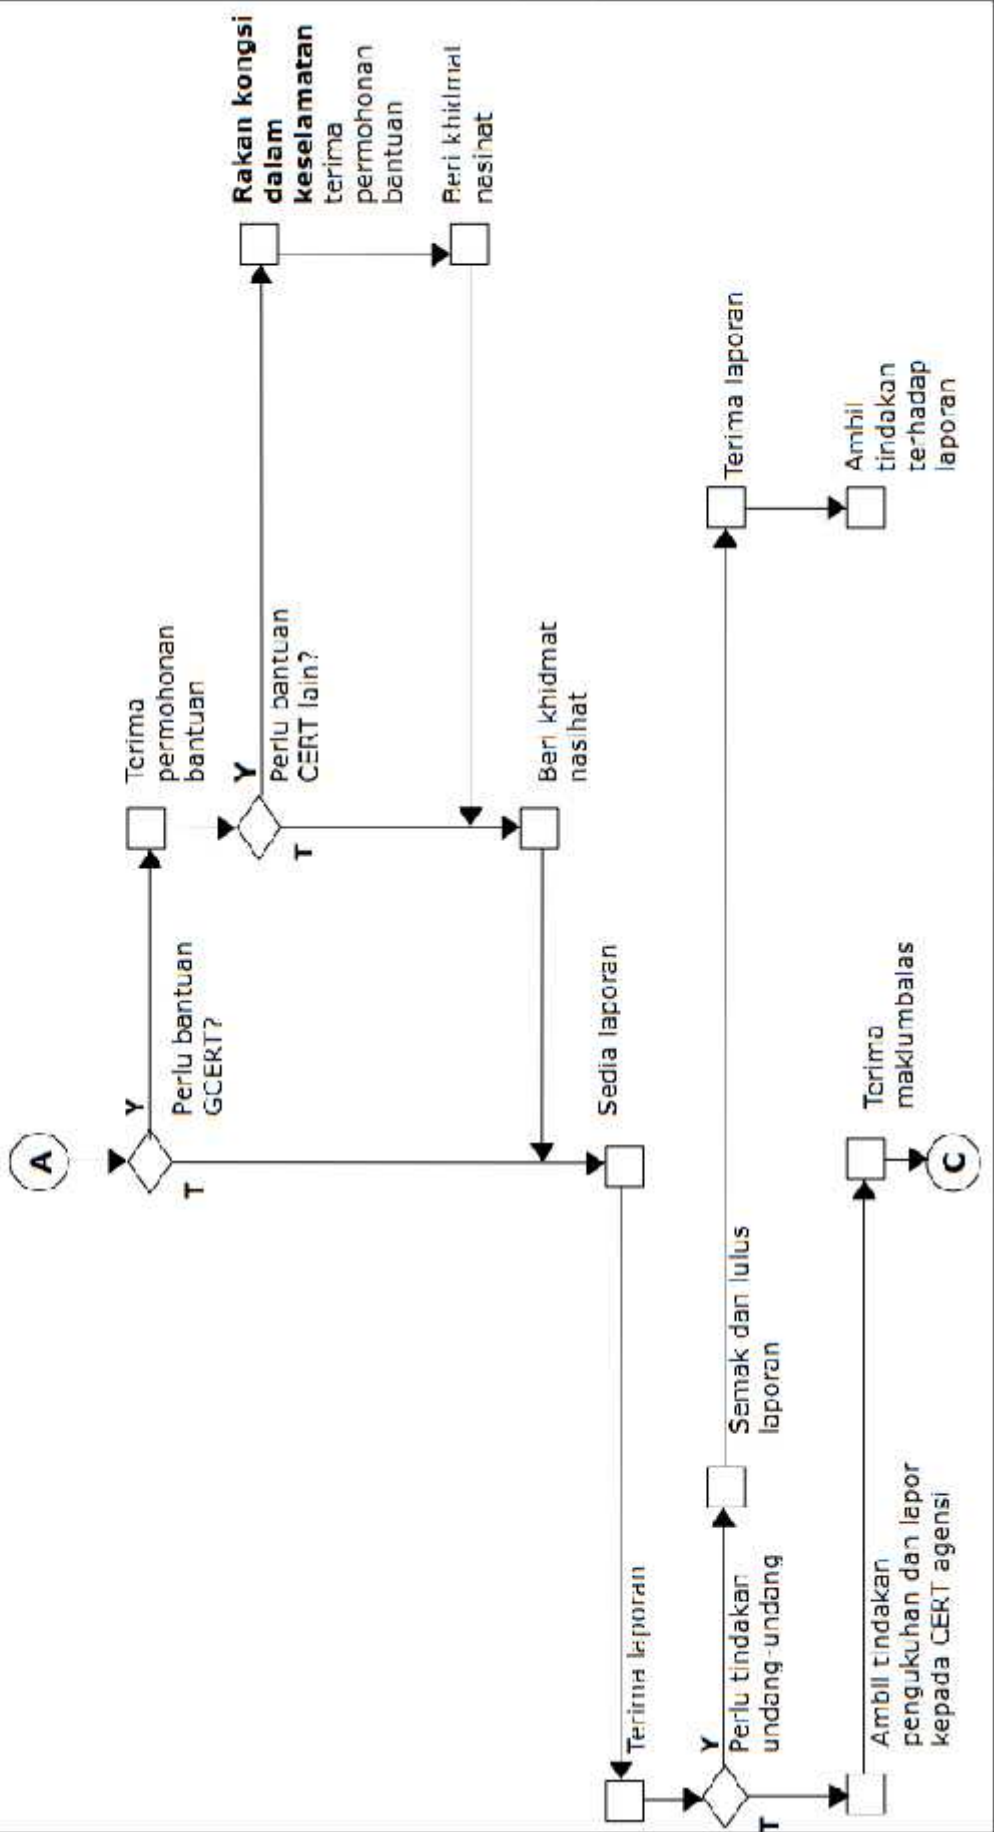 A
Y
Perlu bantuan
GCERT?
T
Terima
permohonan
bantuan
Y
Perlu bantuan
CERT lain?
T
Rakan kongsi
dalam
keselamatan
terima
permohonan
bantuan
Beri khidmat
nasihat
Beri khidmat
nasihat
Sedia laporan
Terima laporan
Y
Perlu tindakan
undang-undang
T
Semak dan lulus
laporan
Terima laporan
Ambil
tindakan
terhadap
laporan
Ambil tindakan
pengukuhan dan lapor
kepada CERT agensi
Terima
maklumbalas
C